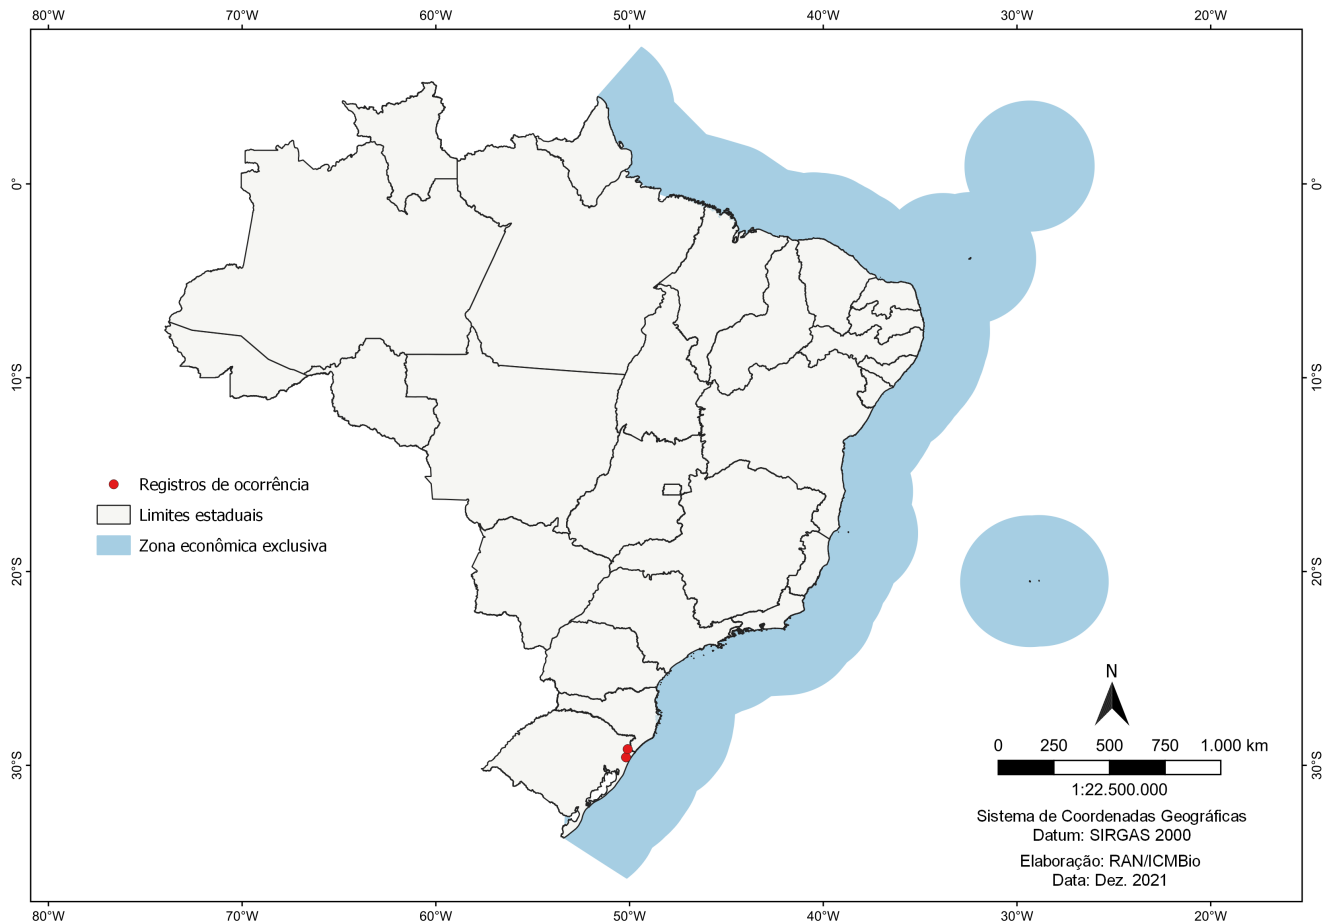 80°W 70°W 60°W 50°W 40°W 30°W 20°W
0° 0°
10°S 10°S
Registros de ocorrência
Limites estaduais
Zona econômica exclusiva
20°S 20°S
N
0 250 500 750 1.000 km
30°S 30°S
1:22.500.000
Sistema de Coordenadas Geográficas
Datum: SIRGAS 2000
Elaboração: RAN/ICMBio
Data: Dez. 2021
80°W 70°W 60°W 50°W 40°W 30°W 20°W